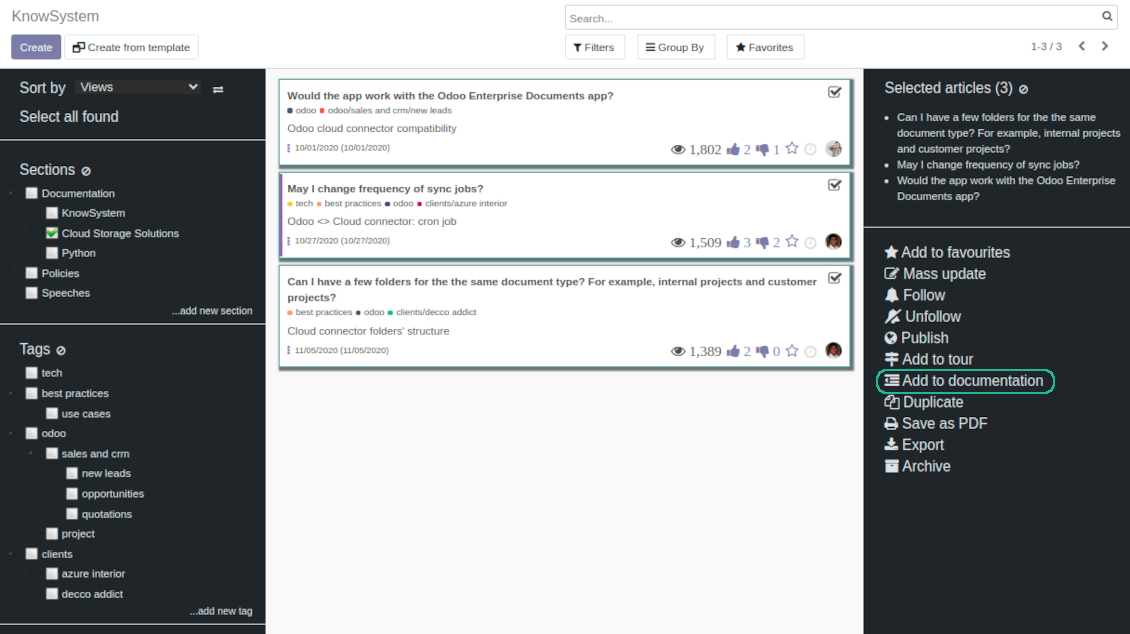 KnowSystem
Search...
Create
Create from template
Filters
Group By
Favorites
1-3 / 3
Sort by
Views
Select all found
Sections
Documentation
KnowSystem
Cloud Storage Solutions
Python
Policies
Speeches
...add new section
Tags
tech
best practices
use cases
odoo
sales and crm
new leads
opportunities
quotations
project
clients
azure interior
decco addict
...add new tag
Would the app work with the Odoo Enterprise Documents app?
odoo odoo/sales and crm/new leads
Odoo cloud connector compatibility
10/01/2020 (10/01/2020)
1,802 2 1
May I change frequency of sync jobs?
tech best practices odoo clients/azure interior
Odoo <> Cloud connector: cron job
10/27/2020 (10/27/2020)
1,509 3 2
Can I have a few folders for the the same document type? For example, internal projects and customer
projects?
best practices odoo clients/decco addict
Cloud connector folders' structure
11/05/2020 (11/05/2020)
1,389 2 0
Selected articles (3)
Can I have a few folders for the the same
document type? For example, internal projects
and customer projects?
May I change frequency of sync jobs?
Would the app work with the Odoo Enterprise
Documents app?
Add to favourites
Mass update
Follow
Unfollow
Publish
Add to tour
Add to documentation
Duplicate
Save as PDF
Export
Archive